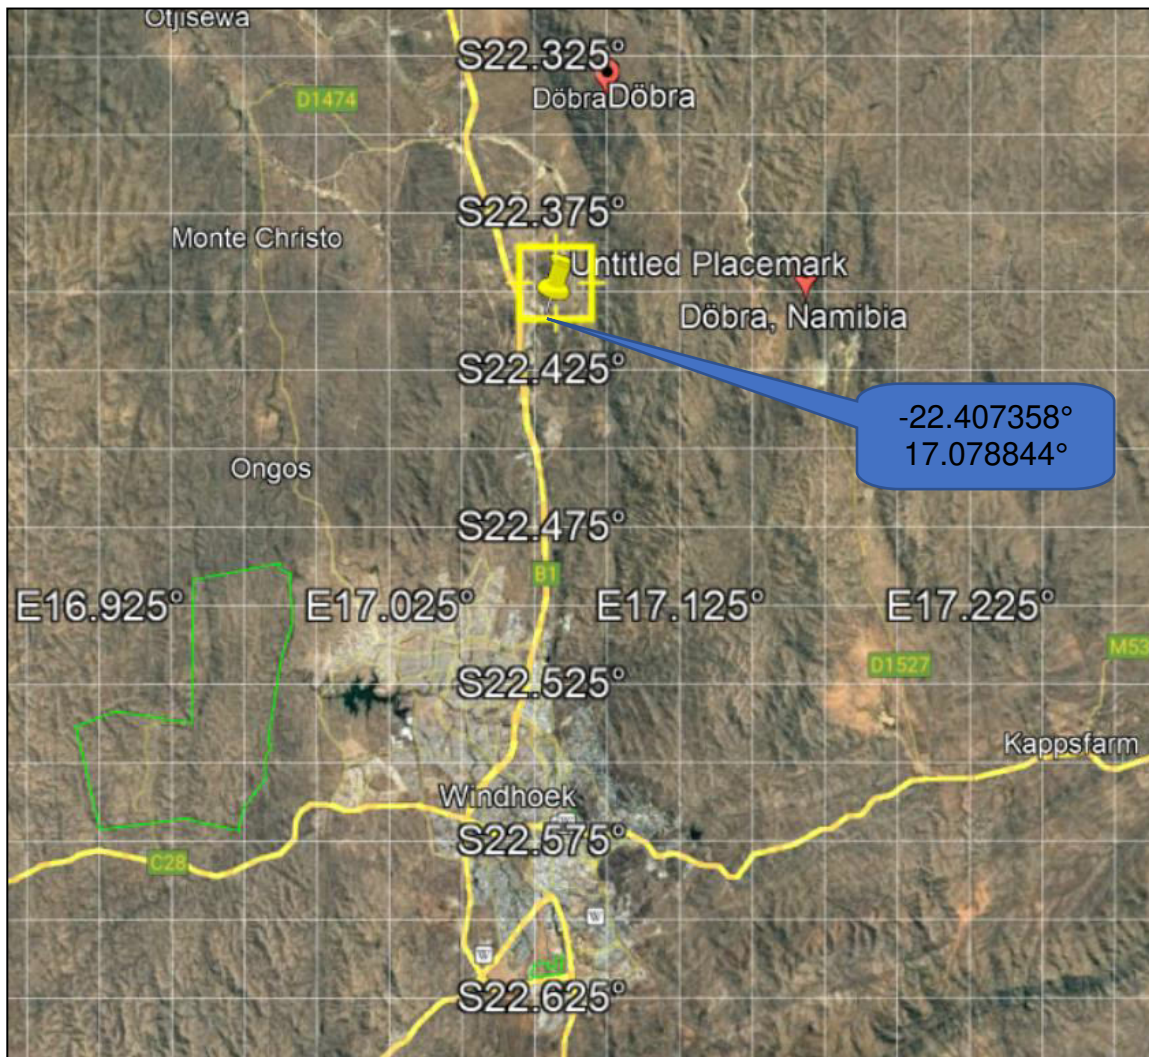 Otjisewa
S22.325°
D1474
Döbra
Döbra
S22.375°
Monte Christo
Untitled Placemark
Döbra, Namibia
S22.425°
-22.407358°
17.078844°
Ongos
S22.475°
B1
E16.925°
E17.025°
E17.125°
E17.225°
M53
D1527
S22.525°
Kappsfarm
Windhoek
W
S22.575°
C28
W
W
S22.625°